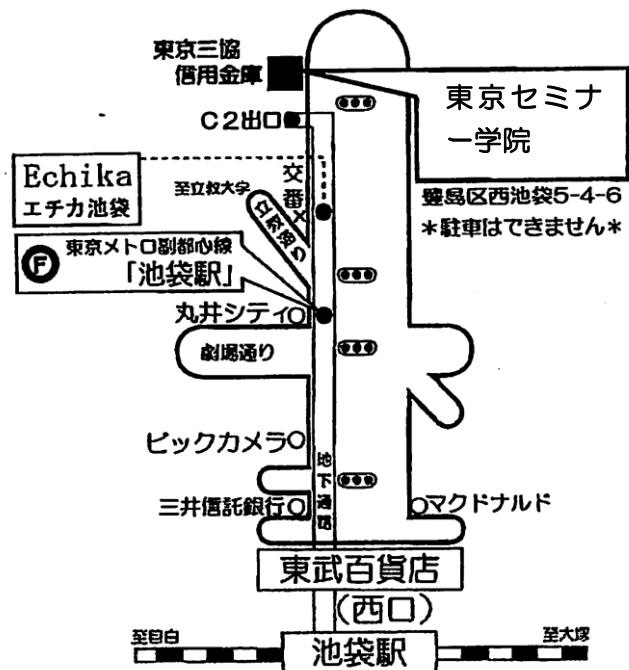 東京三協
信用金庫
東京セミナ
ー学院
C2出口
Echika
エチカ池袋
交番
至立教大学
立教通り
豊島区西池袋5-4-6
*駐車はできません*
F
東京メトロ副都心線
「池袋駅」
丸井シティ
劇場通り
ビックカメラ
地下通路
三井信託銀行
マクドナルド
東武百貨店
(西口)
至目白
至大塚
池袋駅